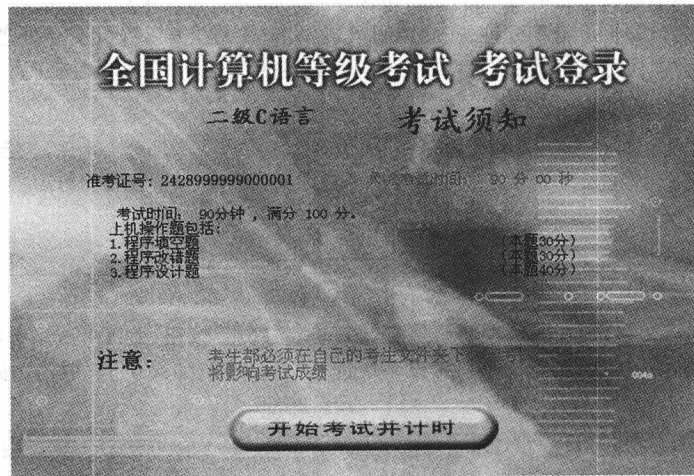 全国计算机等级考试 考试登录
二级C语言 考试须知
准考证号: 2428999999000001 考试时间: 90 分 00 秒
考试时间: 90分钟 , 满分 100 分。
上机操作题包括:
1.程序填空题 (本题30分)
2.程序改错题 (本题30分)
3.程序设计题 (本题40分)
注意: 考生都必须在自己的考生文件夹下
将影响考试成绩
开始考试并计时